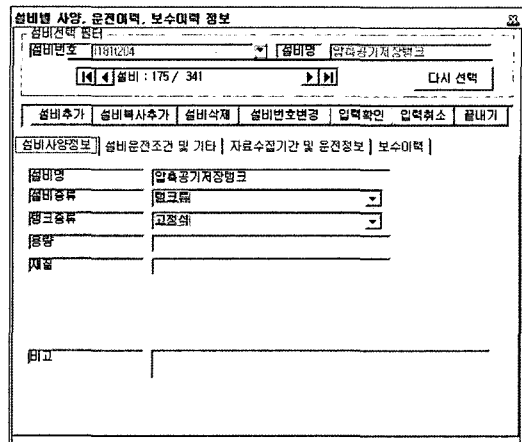 설비별 사양, 운전이력, 보수이력 정보
설비선택 필터
설비번호 T181T204 설비명 압축공기저장탱크
설비 : 175 / 341 다시 선택
설비추가 설비복사추가 설비삭제 설비번호변경 입력확인 입력취소 끝내기
설비사양정보 설비운전조건 및 기타 자료수집기간 및 운전정보 보수이력
설비명 압축공기저장탱크
설비종류 탱크류
탱크종류 고정식
용량
재질
비고